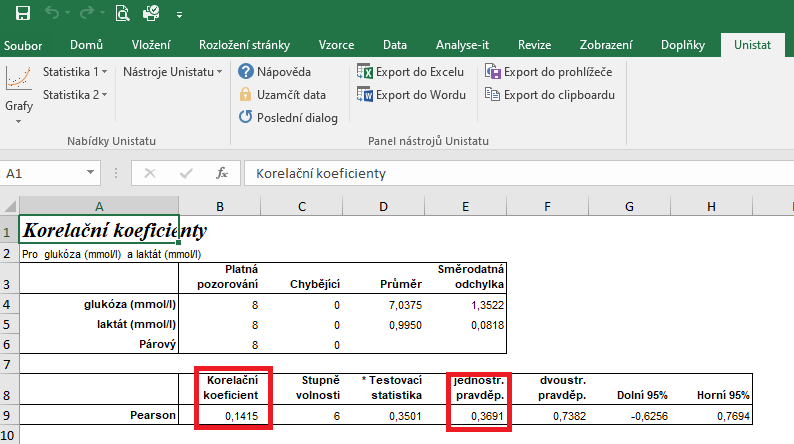 Soubor Domů Vložení Rozložení stránky Vzorce Data Analyse-it Revize Zobrazení Doplňky Unistat
Grafy
Statistika 1
Statistika 2
Nabídky Unistatu
Nástroje Unistatu
Nápověda
Uzamčít data
Poslední dialog
Export do Excelu
Export do Wordu
Export do prohlížeče
Export do clipboardu
Panel nástrojů Unistatu
A1 fx Korelační koeficienty
A B C D E F G H
1 Korelační koeficienty
2 Pro glukóza (mmol/l) a laktát (mmol/l)
Platná Směrodatná
3 pozorování Chybějící Průměr odchylka
4 glukóza (mmol/l) 8 0 7,0375 1,3522
5 laktát (mmol/l) 8 0 0,9950 0,0818
6 Párový 8 0
7
Korelační Stupně * Testovací jednostr. dvoustr.
8 koeficient volnosti statistika pravděp. pravděp. Dolní 95% Horní 95%
9 Pearson 0,1415 6 0,3501 0,3691 0,7382 -0,6256 0,7694
10